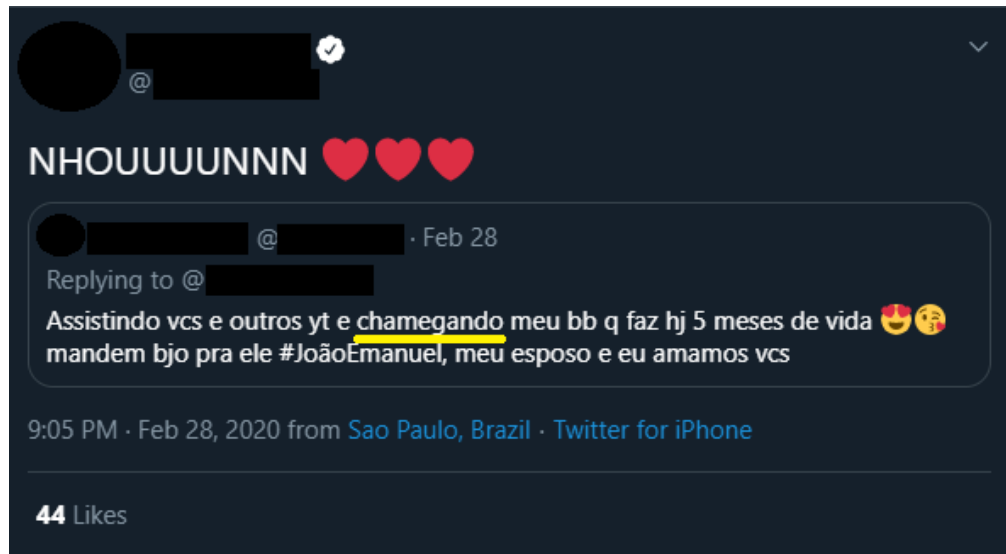 @
NHOUUUUNNN ❤❤❤
@ · Feb 28
Replying to @
Assistindo vcs e outros yt e chamegando meu bb q faz hj 5 meses de vida 😍😘
mandem bjo pra ele #JoãoEmanuel, meu esposo e eu amamos vcs
9:05 PM · Feb 28, 2020 from Sao Paulo, Brazil · Twitter for iPhone
44 Likes